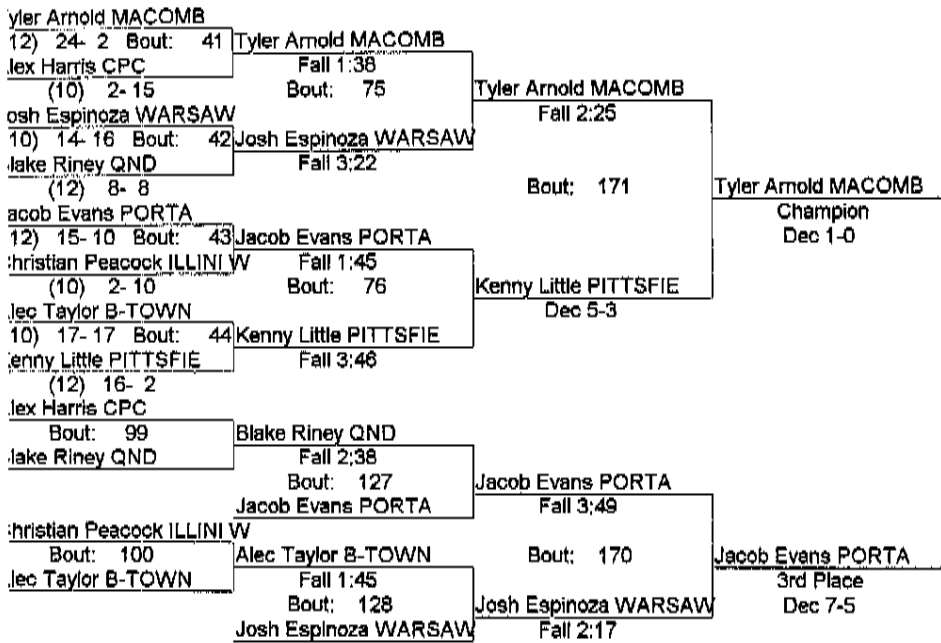 yler Arnold MACOMB
12) 24- 2 Bout: 41
Tyler Arnold MACOMB
lex Harris CPC
Fall 1:38
(10) 2- 15
Bout: 75
Tyler Arnold MACOMB
osh Espinoza WARSAW
Fall 2:25
10) 14- 16 Bout: 42
Josh Espinoza WARSAW
lake Riney QND
Fall 3:22
(12) 8- 8
Bout: 171
Tyler Arnold MACOMB
acob Evans PORTA
Champion
12) 15- 10 Bout: 43
Jacob Evans PORTA
Dec 1-0
hristian Peacock ILLINI W
Fall 1:45
(10) 2- 10
Bout: 76
Kenny Little PITTSFIE
lec Taylor B-TOWN
Dec 5-3
10) 17- 17 Bout: 44
Kenny Little PITTSFIE
enny Little PITTSFIE
Fall 3:46
(12) 16- 2
lex Harris CPC
Bout: 99
Blake Riney QND
lake Riney QND
Fall 2:38
Bout: 127
Jacob Evans PORTA
Jacob Evans PORTA
Fall 3:49
hristian Peacock ILLINI W
Bout: 100
Alec Taylor B-TOWN
Bout: 170
Jacob Evans PORTA
lec Taylor B-TOWN
Fall 1:45
3rd Place
Bout: 128
Josh Espinoza WARSAW
Dec 7-5
Josh Espinoza WARSAW
Fall 2:17